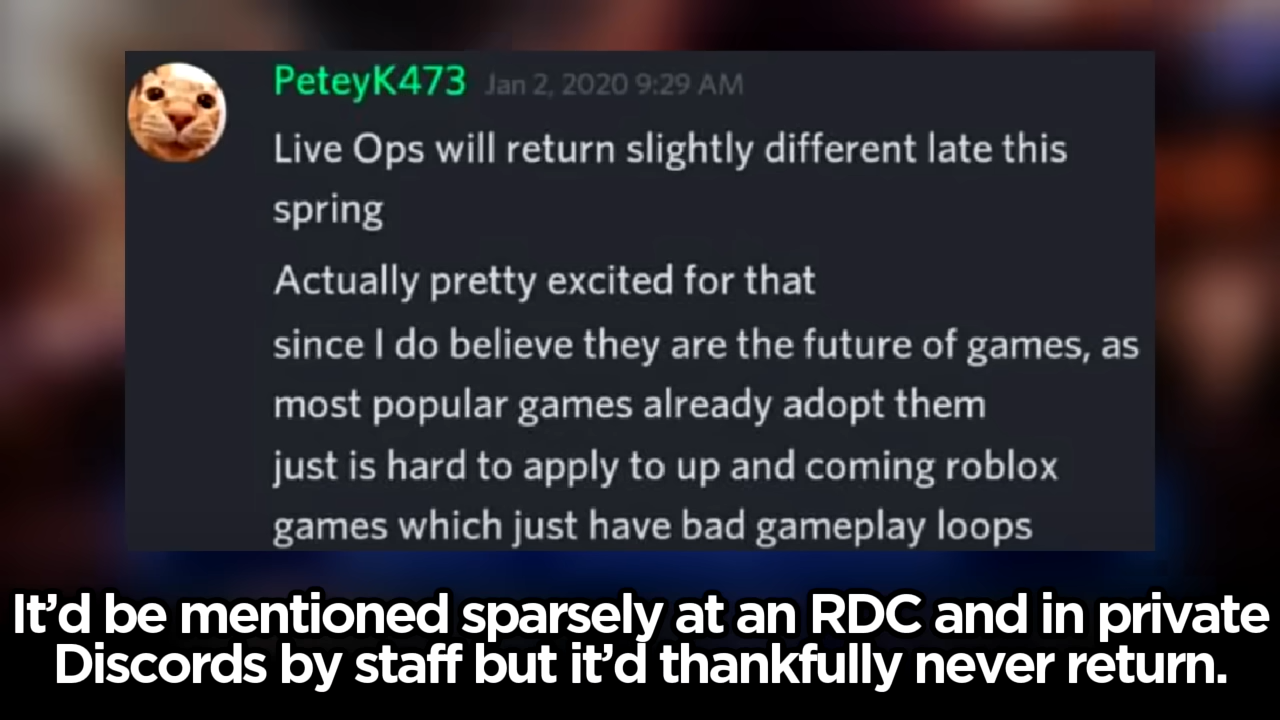 PeteyK473 Jan 2, 2020 9:29 AM
Live Ops will return slightly different late this
spring
Actually pretty excited for that
since I do believe they are the future of games, as
most popular games already adopt them
just is hard to apply to up and coming roblox
games which just have bad gameplay loops
It’d be mentioned sparsely at an RDC and in private
Discords by staff but it’d thankfully never return.